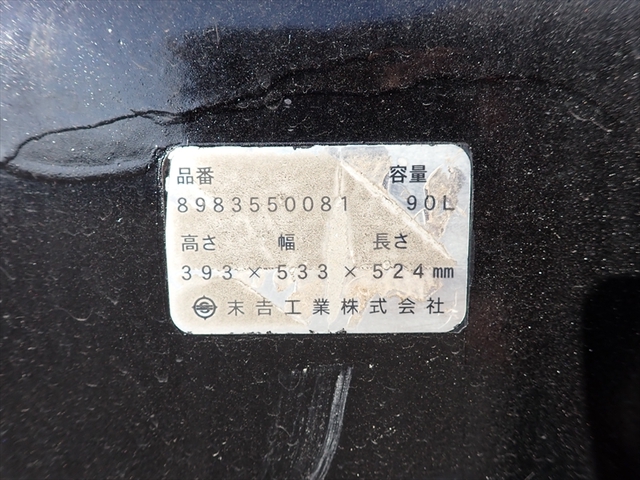 品番 容量
8983550081 90L
高さ 幅 長さ
393×533×524mm
末吉工業株式会社